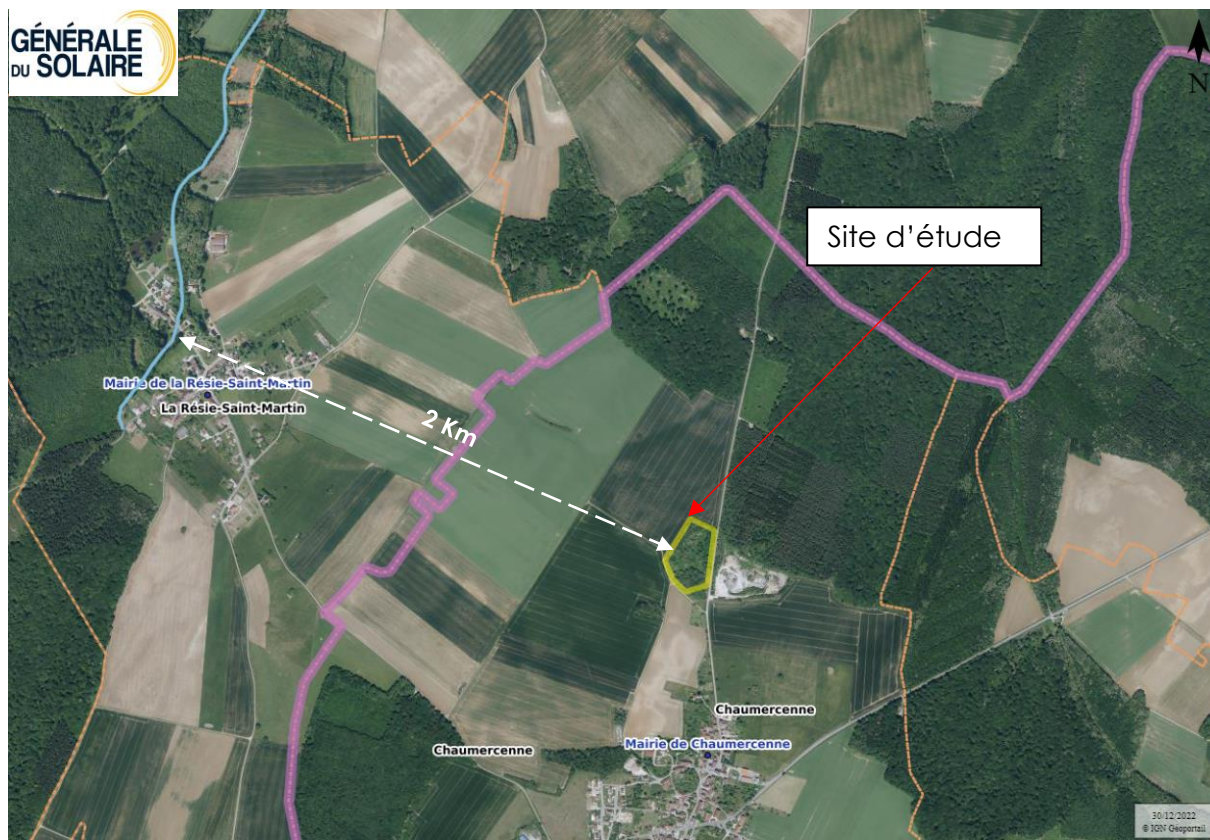 GÉNÉRALE
DU SOLAIRE
N
Site d'étude
Mairie de la Résie-Saint-Martin
La Résie-Saint-Martin
2 Km
Chaumercenne
Mairie de Chaumercenne
Chaumercenne
30/12/2022
© IGN Géoportail